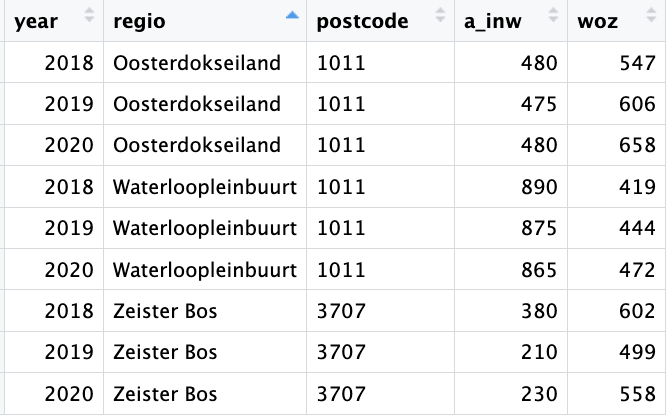 year regio postcode a_inw woz
2018 Oosterdokseiland 1011 480 547
2019 Oosterdokseiland 1011 475 606
2020 Oosterdokseiland 1011 480 658
2018 Waterloopleinbuurt 1011 890 419
2019 Waterloopleinbuurt 1011 875 444
2020 Waterloopleinbuurt 1011 865 472
2018 Zeister Bos 3707 380 602
2019 Zeister Bos 3707 210 499
2020 Zeister Bos 3707 230 558